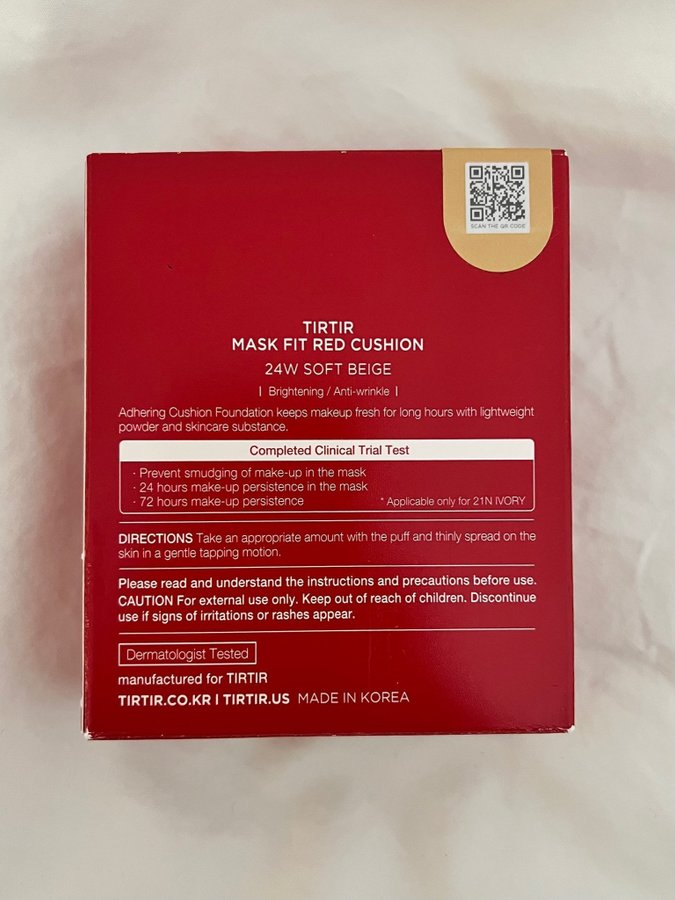 SCAN THE QR CODE
TIRTIR
MASK FIT RED CUSHION
24W SOFT BEIGE
| Brightening / Anti-wrinkle |
Adhering Cushion Foundation keeps makeup fresh for long hours with lightweight
powder and skincare substance.
Completed Clinical Trial Test
· Prevent smudging of make-up in the mask
· 24 hours make-up persistence in the mask
· 72 hours make-up persistence * Applicable only for 21N IVORY
DIRECTIONS Take an appropriate amount with the puff and thinly spread on the
skin in a gentle tapping motion.
Please read and understand the instructions and precautions before use.
CAUTION For external use only. Keep out of reach of children. Discontinue
use if signs of irritations or rashes appear.
Dermatologist Tested
manufactured for TIRTIR
TIRTIR.CO.KR | TIRTIR.US MADE IN KOREA